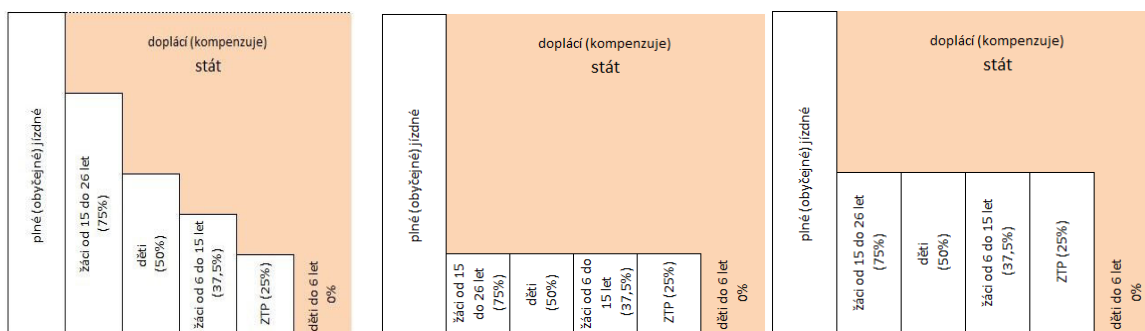 doplácí (kompenzuje)
stát
plné (obyčejné) jízdné
žáci od 15 do 26 let
(75%)
děti
(50%)
žáci od 6 do 15 let
(37,5%)
ZTP (25%)
děti do 6 let
0%
doplácí (kompenzuje)
stát
plné (obyčejné) jízdné
žáci od 15
do 26 let
(75%)
děti
(50%)
žáci od 6 do
15 let
(37,5%)
ZTP (25%)
děti do 6 let
0%
doplácí (kompenzuje)
stát
plné (obyčejné) jízdné
žáci od 15 do 26 let
(75%)
děti
(50%)
žáci od 6 do 15 let
(37,5%)
ZTP (25%)
děti do 6 let
0%